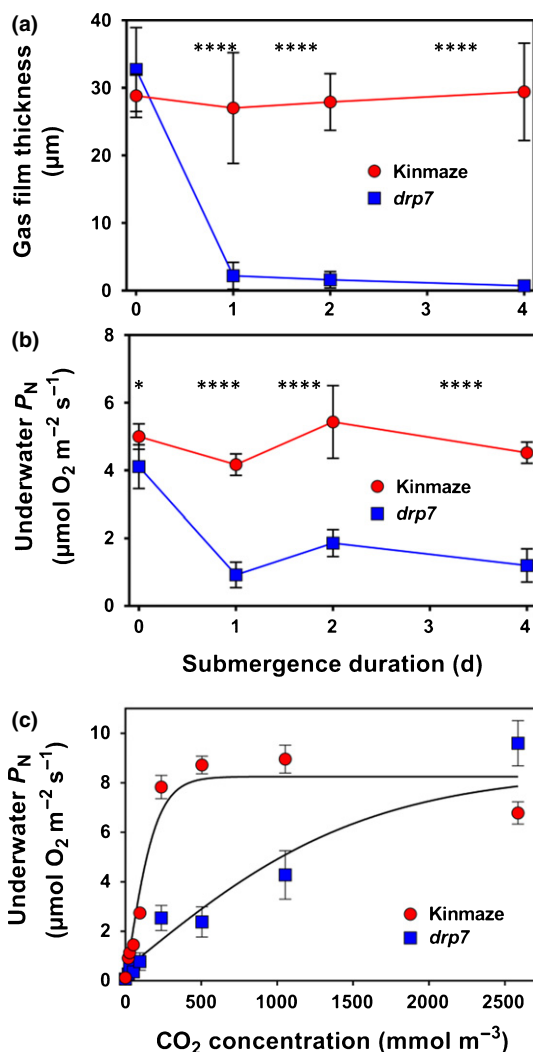 (a)
40
30
20
10
0
Gas film thickness
(µm)
**** **** ****
Kinmaze
drp7
0 1 2 3 4
(b)
8
6
4
2
0
Underwater PN
(µmol O2 m−2 s−1)
* **** **** ****
Kinmaze
drp7
0 1 2 3 4
Submergence duration (d)
(c)
10
8
6
4
2
0
Underwater PN
(µmol O2 m−2 s−1)
Kinmaze
drp7
0 500 1000 1500 2000 2500
CO2 concentration (mmol m−3)